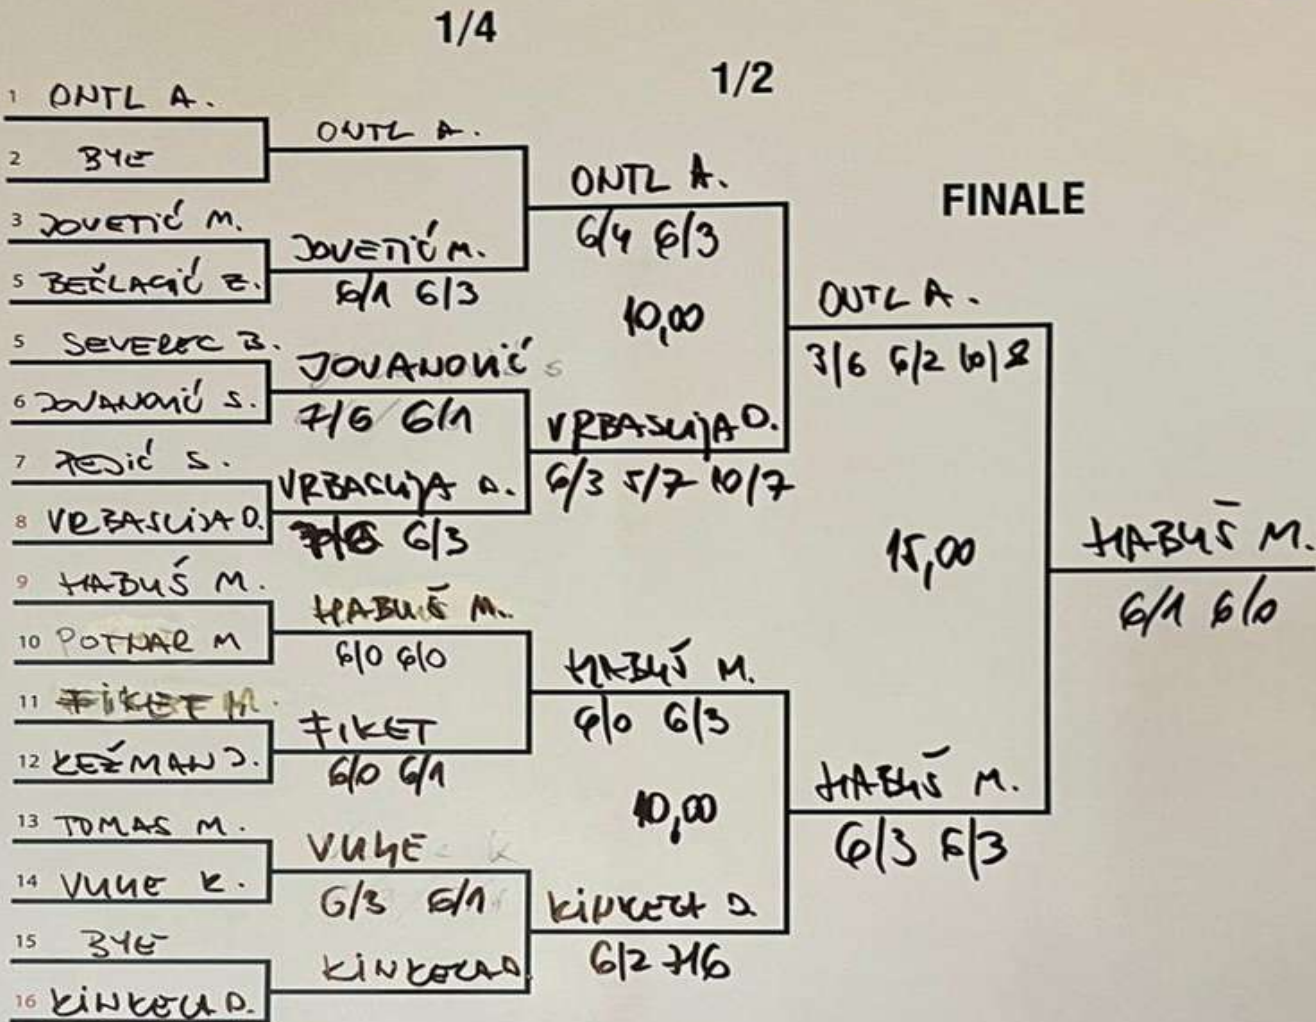 1/4
1/2
FINALE
1 ONTL A.
2 BYE
3 JOVETIĆ M.
5 BEČLAGIĆ Z.
5 SEVEREC B.
6 JOVANOVIĆ S.
7 S.
8 VRBASLIJA D.
9 HABUŠ M.
10 POTNAR M
11 FIKET M.
12 KEŽMAN D.
13 TOMAS M.
14 VUHE K.
15 BYE
16 KINKELA D.
ONTL A.
JOVETIĆ M.
6/1 6/3
JOVANOVIĆ S
7/6 6/1
VRBASLIJA D.
6/3
HABUŠ M.
6/0 6/0
FIKET
6/0 6/1
VUHE K
6/3 6/1
KINKELA D
ONTL A.
6/4 6/3
10,00
VRBASLIJA D.
6/3 5/7 10/7
HABUŠ M.
6/0 6/3
10,00
KINKELA D.
6/2 7/6
ONTL A.
3/6 6/2 10/8
15,00
HABUŠ M.
6/3 6/3
HABUŠ M.
6/1 6/0